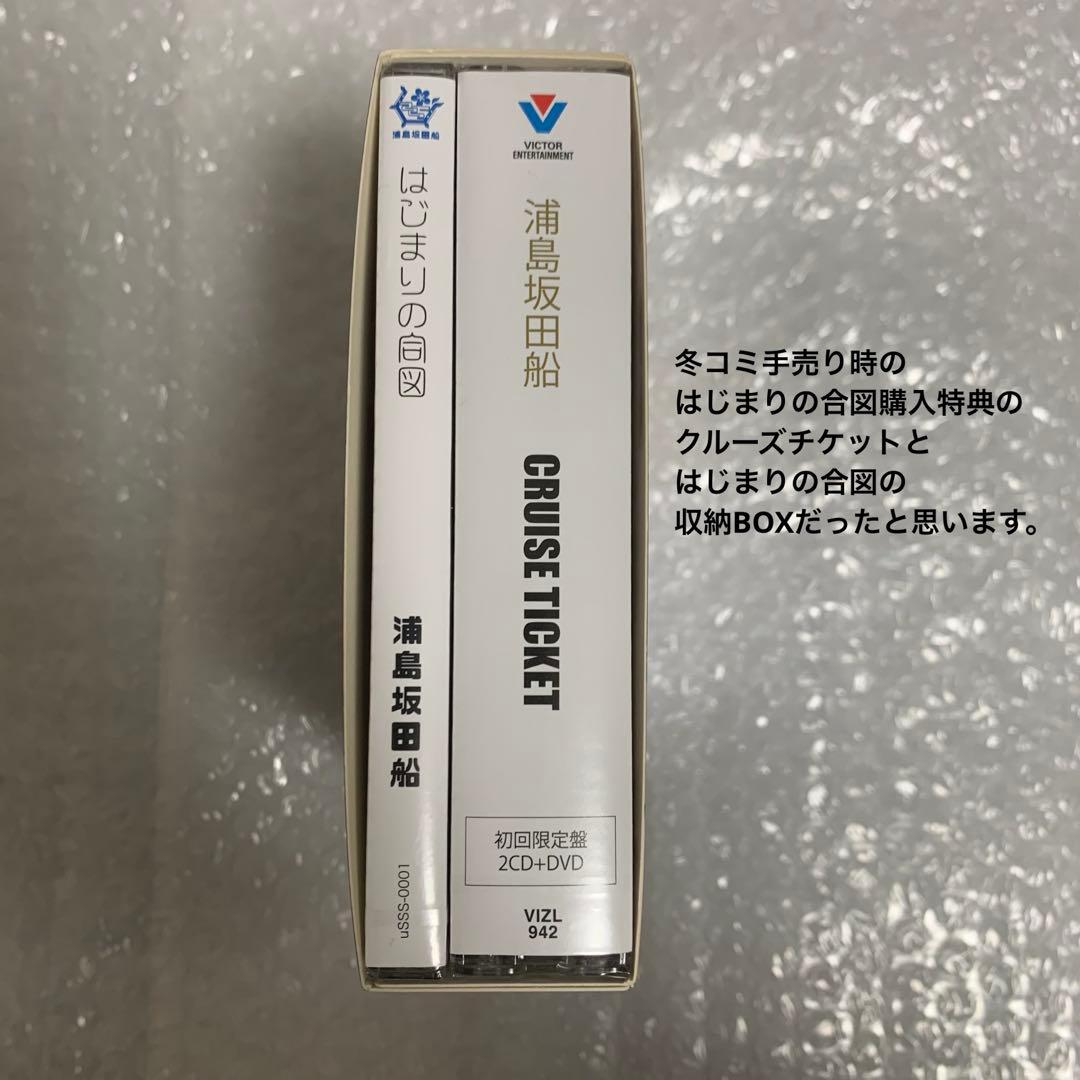 浦島坂田船
はじまりの合図
浦島坂田船
uSSS-0001
VICTOR
ENTERTAINMENT
浦島坂田船
CRUISE TICKET
初回限定盤
2CD+DVD
VIZL
942
冬コミ手売り時の
はじまりの合図購入特典の
クルーズチケットと
はじまりの合図の
収納BOXだったと思います。